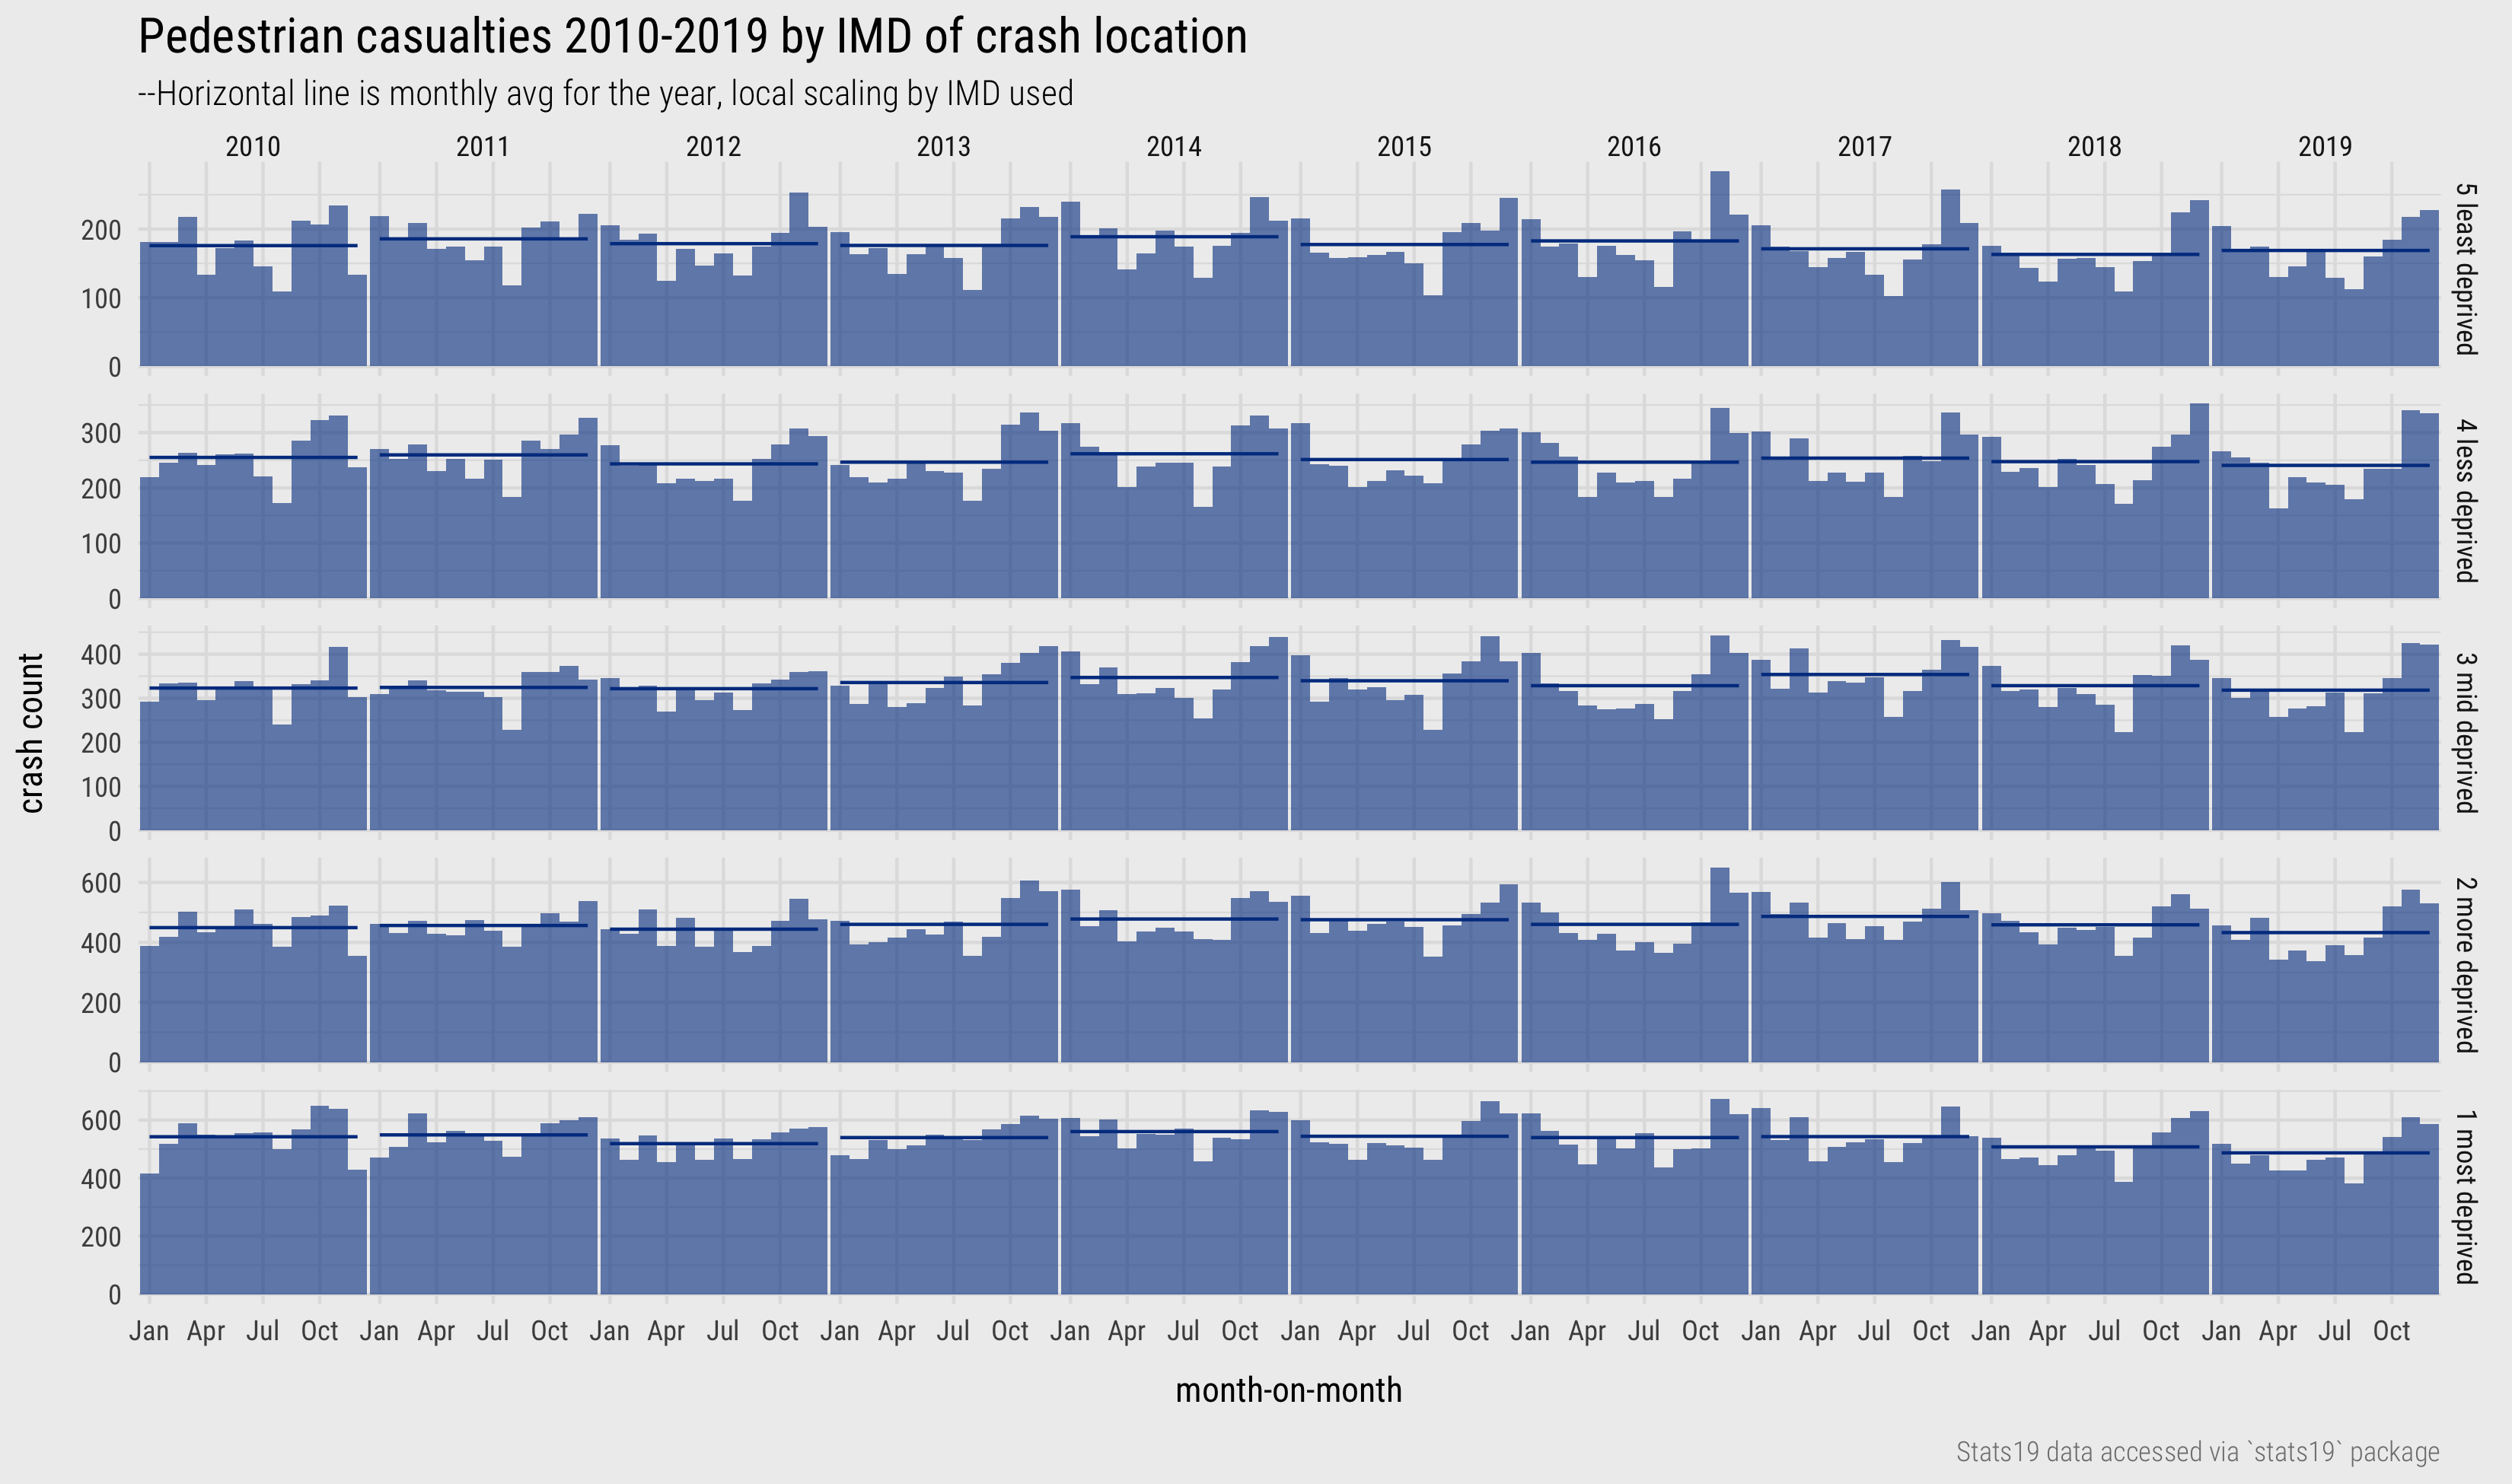 Pedestrian casualties 2010-2019 by IMD of crash location
--Horizontal line is monthly avg for the year, local scaling by IMD used
2010 2011 2012 2013 2014 2015 2016 2017 2018 2019
200
100
0
5 least deprived
300
200
100
0
4 less deprived
crash count
400
300
200
100
0
3 mid deprived
600
400
200
0
2 more deprived
600
400
200
0
1 most deprived
Jan Apr Jul Oct Jan Apr Jul Oct Jan Apr Jul Oct Jan Apr Jul Oct Jan Apr Jul Oct Jan Apr Jul Oct Jan Apr Jul Oct Jan Apr Jul Oct Jan Apr Jul Oct Jan Apr Jul Oct
month-on-month
Stats19 data accessed via `stats19` package